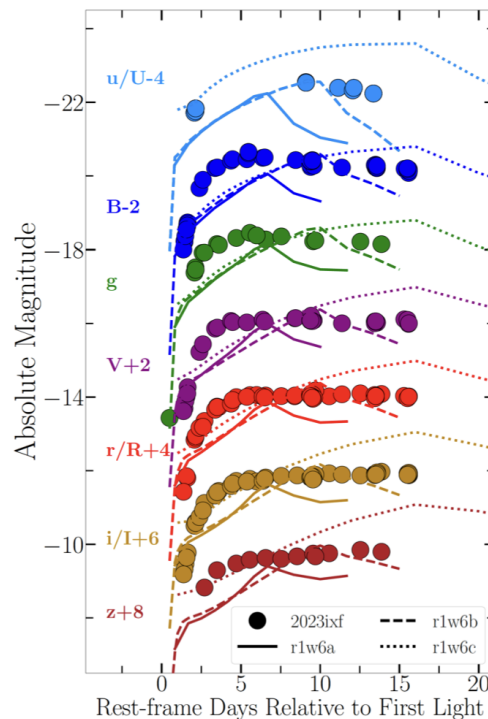 u/U-4
−22
B-2
−18
g
Absolute Magnitude
V+2
−14
r/R+4
i/I+6
−10
z+8
2023ixf r1w6b
r1w6a r1w6c
0 5 10 15 20
Rest-frame Days Relative to First Light